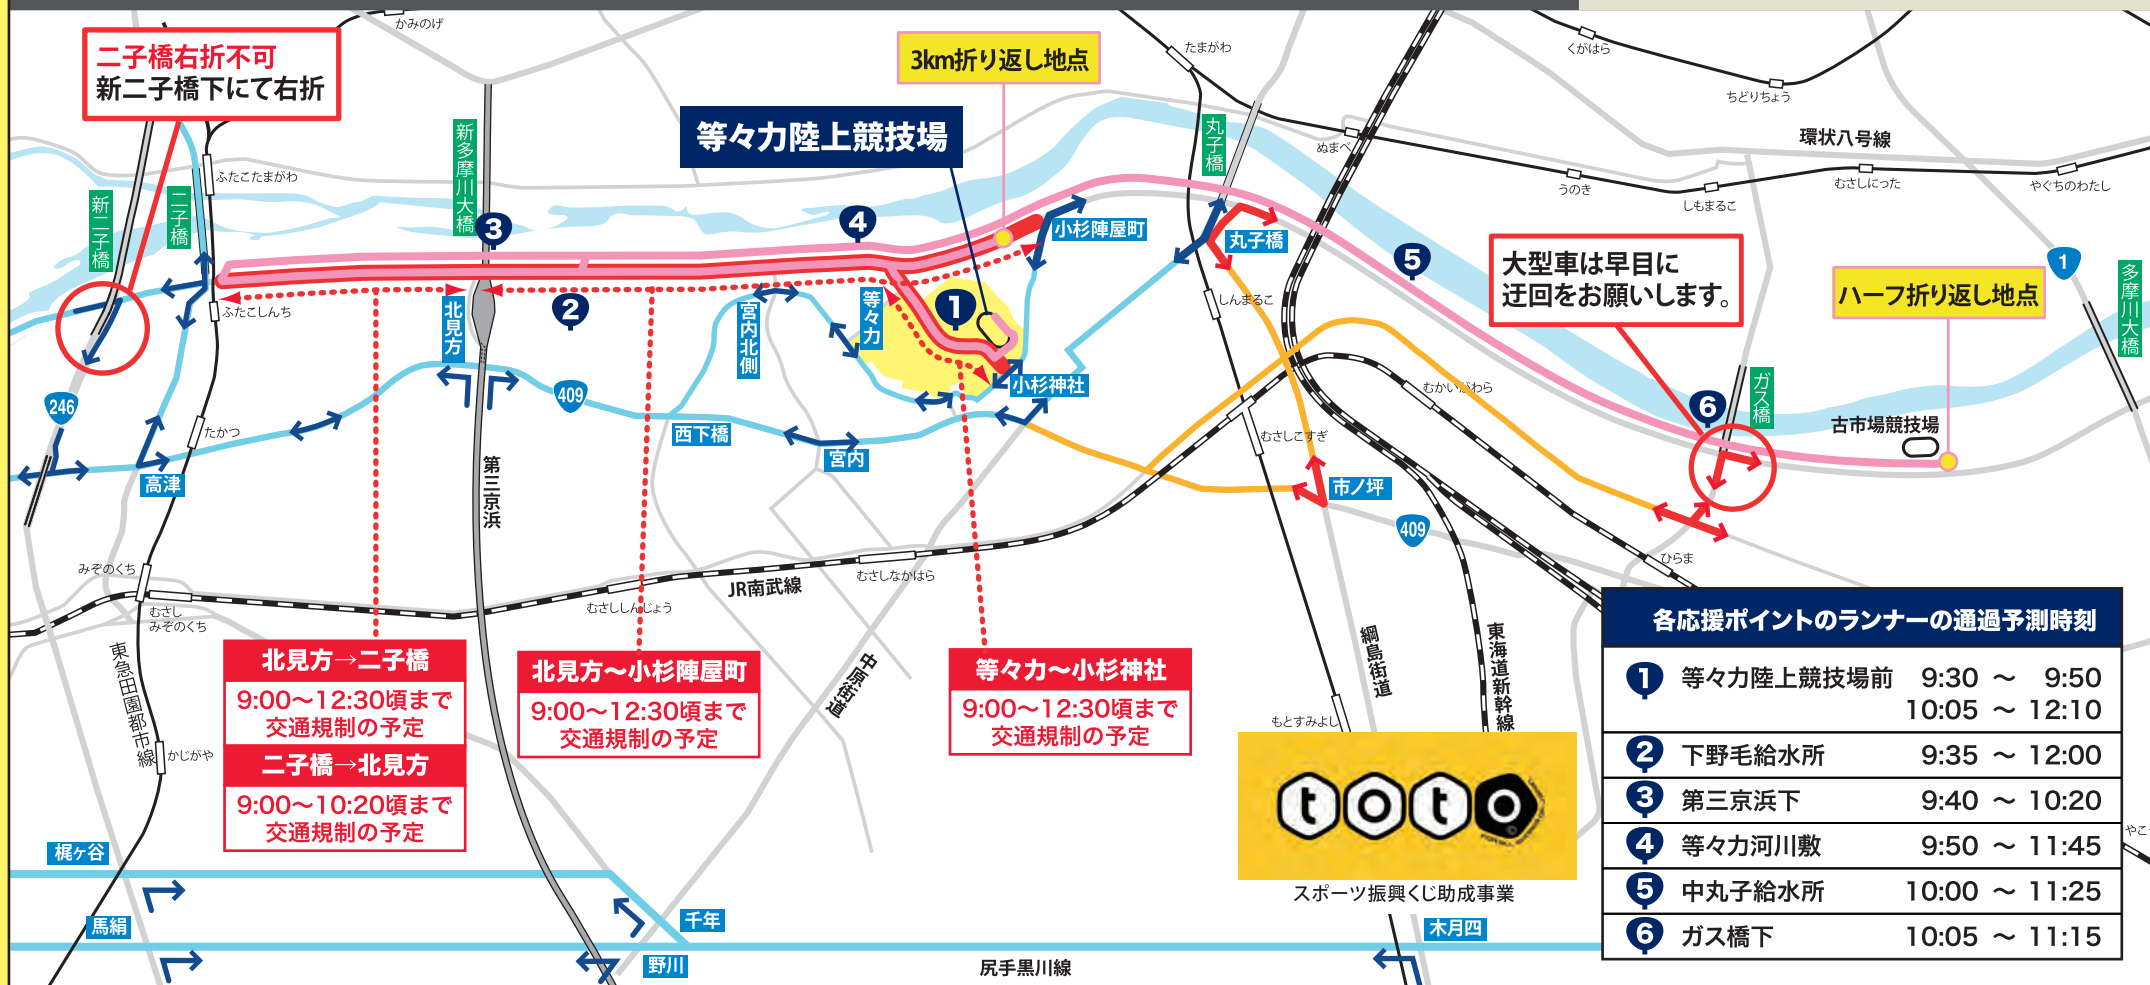 かみのげ
二子橋右折不可
新二子橋下にて右折
3km折り返し地点
たまがわ
くがはら
ちどりちょう
等々力陸上競技場
新多摩川大橋
丸子橋
ぬまべ
環状八号線
ふたこたまがわ
新二子橋
二子橋
うのき
しもまるこ
むさしにった
やぐちのわたし
3
4
小杉陣屋町
丸子橋
5
大型車は早目に
迂回をお願いします。
ハーフ折り返し地点
1
多摩川大橋
ふたこしんち
北見方
2
宮内北側
等々力
1
しんまるこ
小杉神社
246
409
むかいがわら
6
ガス橋
古市場競技場
たかつ
西下橋
宮内
むさしこすぎ
高津
第三京浜
市ノ坪
409
ひらま
みぞのくち
むさし
みぞのくち
むさししんじょう
JR南武線
むさしなかはら
東急田園都市線
中原街道
綱島街道
東海道新幹線
もとすみよし
かじがや
北見方→二子橋
9:00～12:30頃まで
交通規制の予定
二子橋→北見方
9:00～10:20頃まで
交通規制の予定
北見方～小杉陣屋町
9:00～12:30頃まで
交通規制の予定
等々力～小杉神社
9:00～12:30頃まで
交通規制の予定
toto
スポーツ振興くじ助成事業
各応援ポイントのランナーの通過予測時刻
1 等々力陸上競技場前 9:30 ～ 9:50
10:05 ～ 12:10
2 下野毛給水所 9:35 ～ 12:00
3 第三京浜下 9:40 ～ 10:20
4 等々力河川敷 9:50 ～ 11:45
5 中丸子給水所 10:00 ～ 11:25
6 ガス橋下 10:05 ～ 11:15
やこ
梶ヶ谷
馬絹
千年
野川
木月四
尻手黒川線